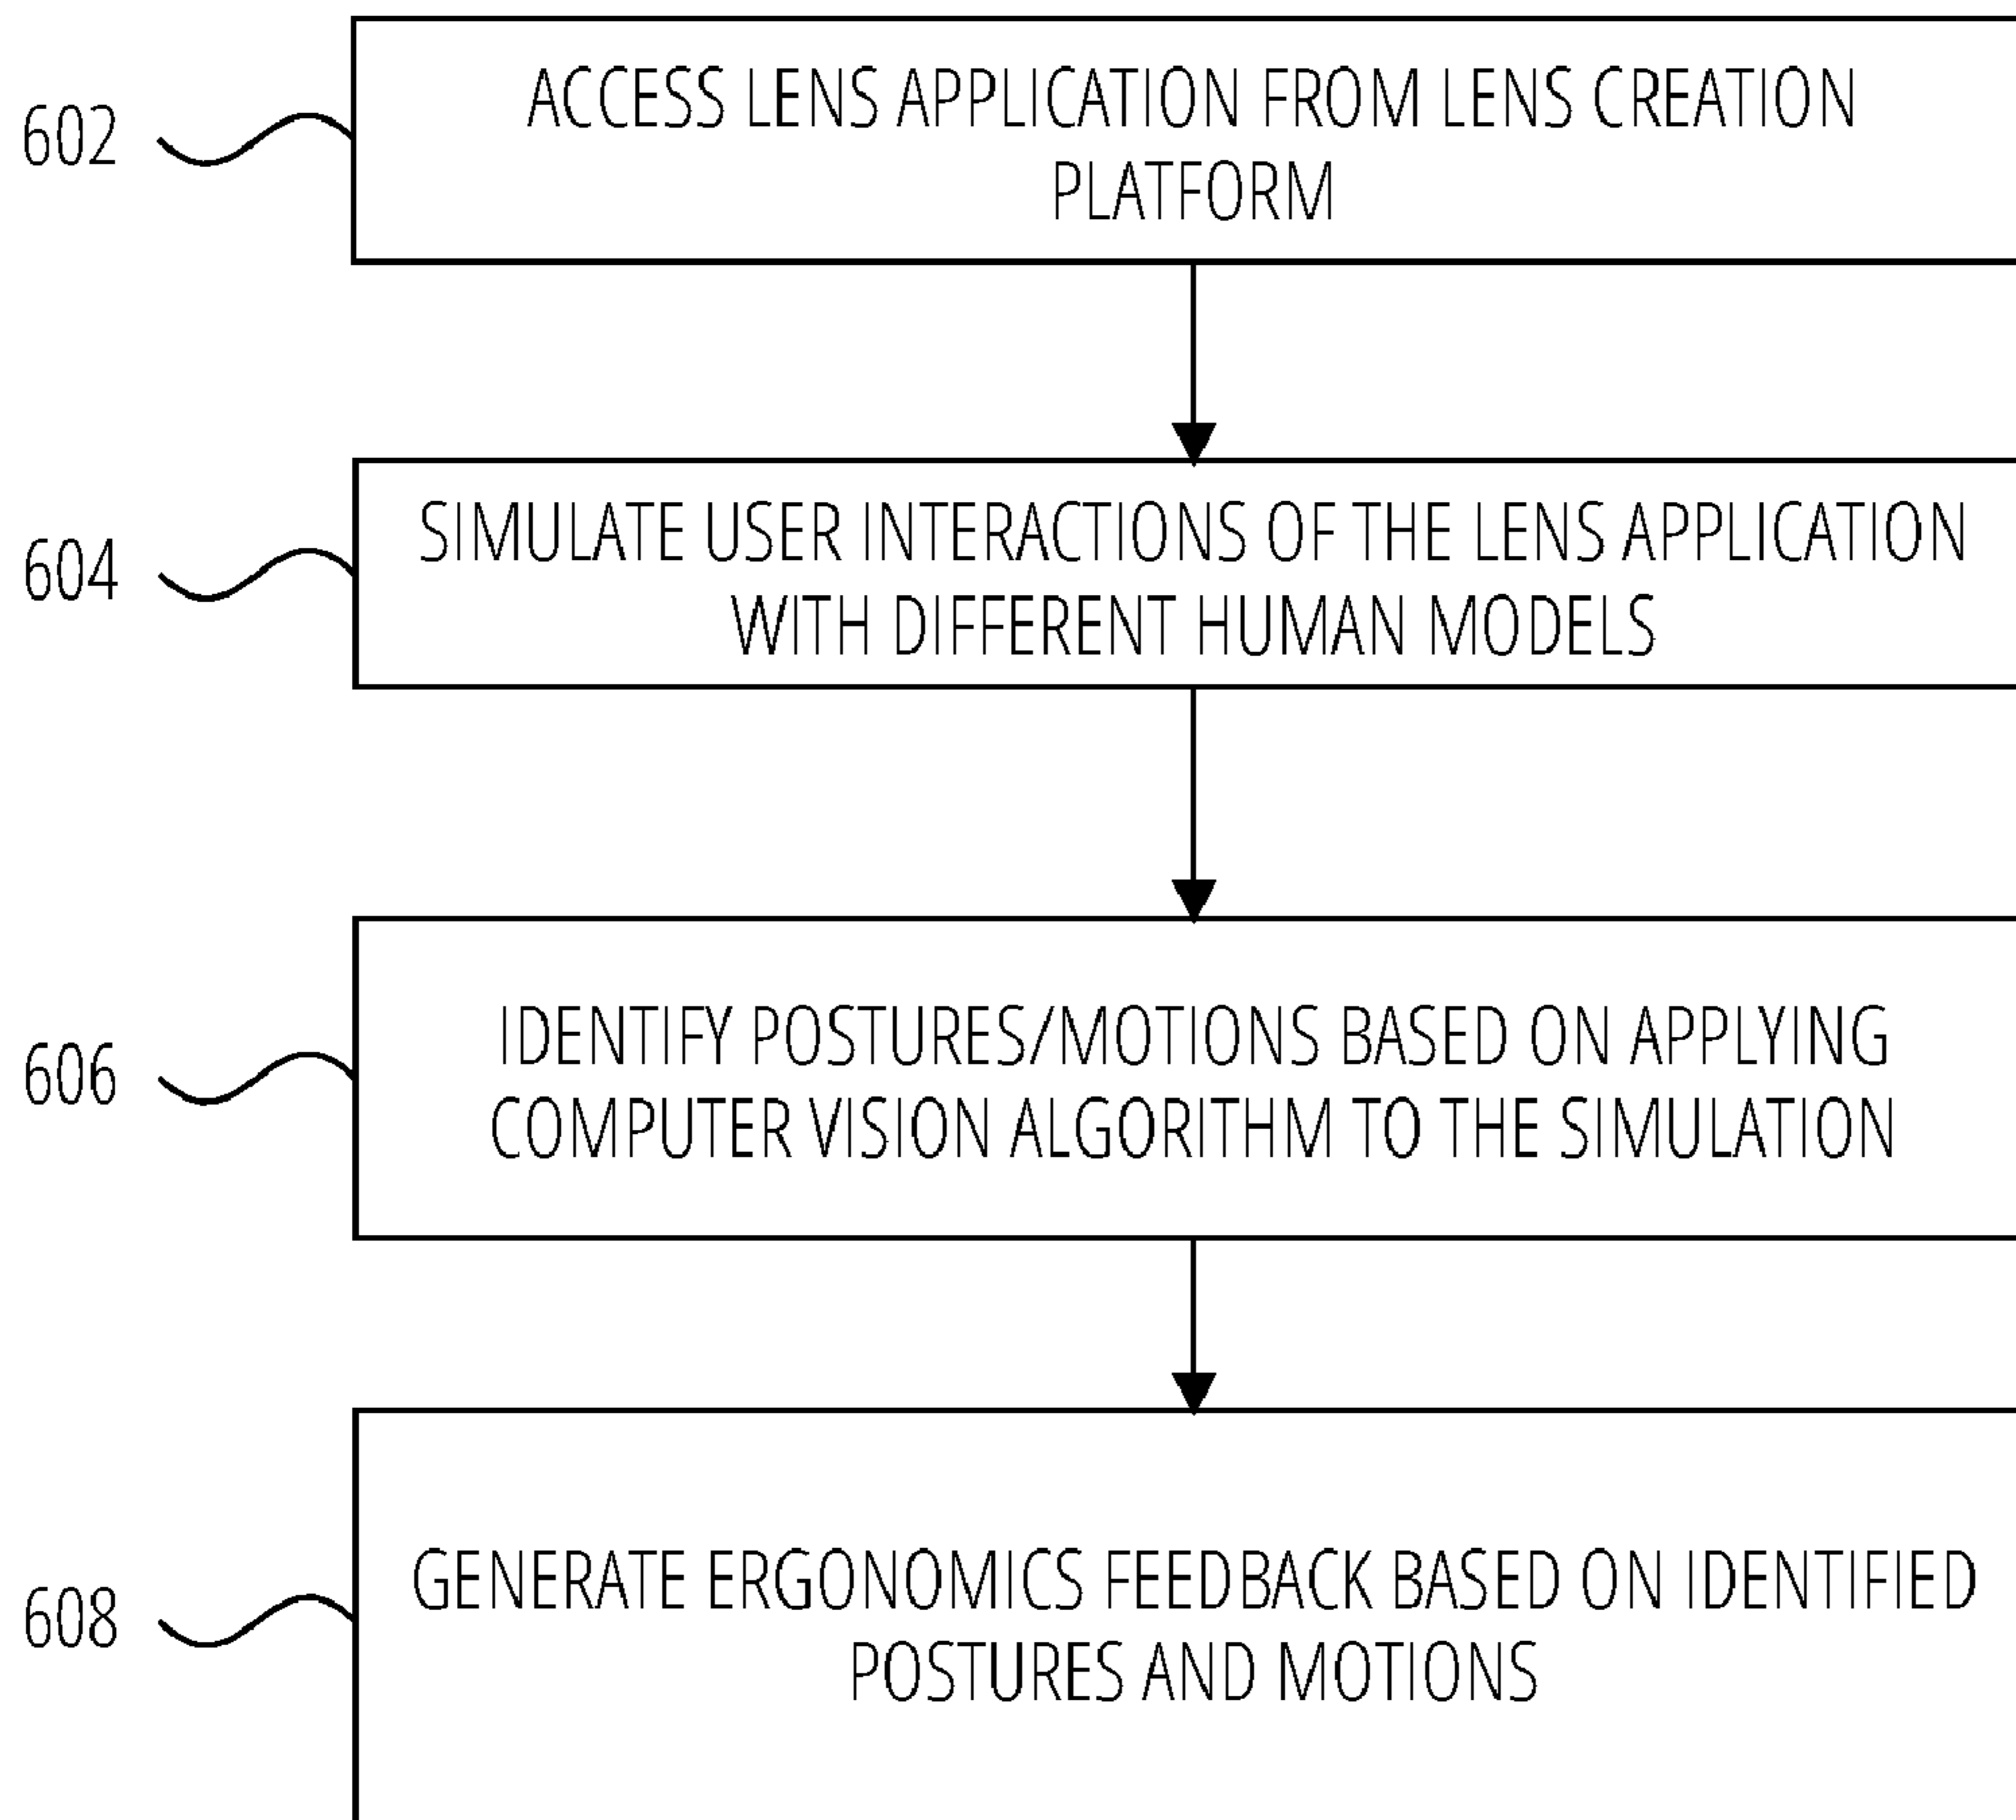 602
ACCESS LENS APPLICATION FROM LENS CREATION
PLATFORM
604
SIMULATE USER INTERACTIONS OF THE LENS APPLICATION
WITH DIFFERENT HUMAN MODELS
606
IDENTIFY POSTURES/MOTIONS BASED ON APPLYING
COMPUTER VISION ALGORITHM TO THE SIMULATION
608
GENERATE ERGONOMICS FEEDBACK BASED ON IDENTIFIED
POSTURES AND MOTIONS